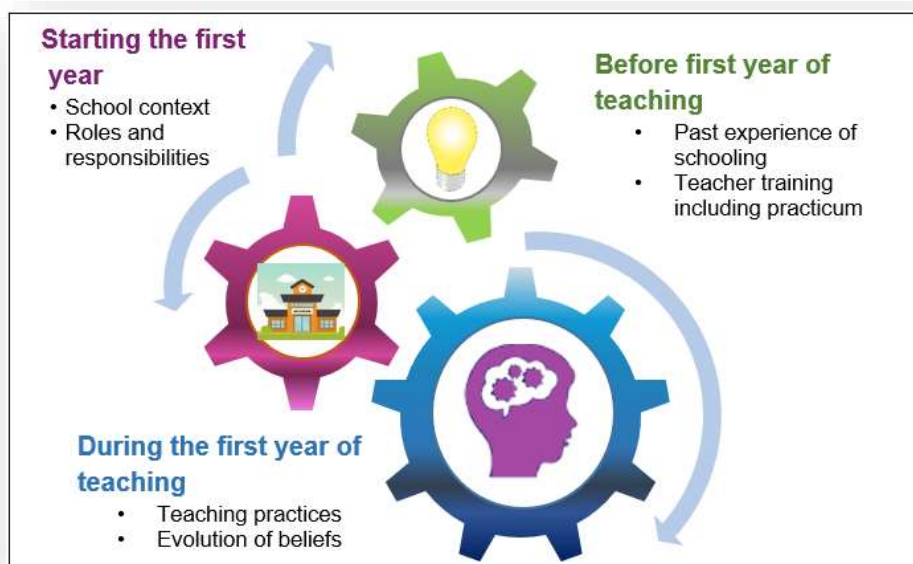 Starting the first
year
• School context
• Roles and
responsibilities
Before first year of
teaching
• Past experience of
schooling
• Teacher training
including practicum
During the first year of
teaching
• Teaching practices
• Evolution of beliefs